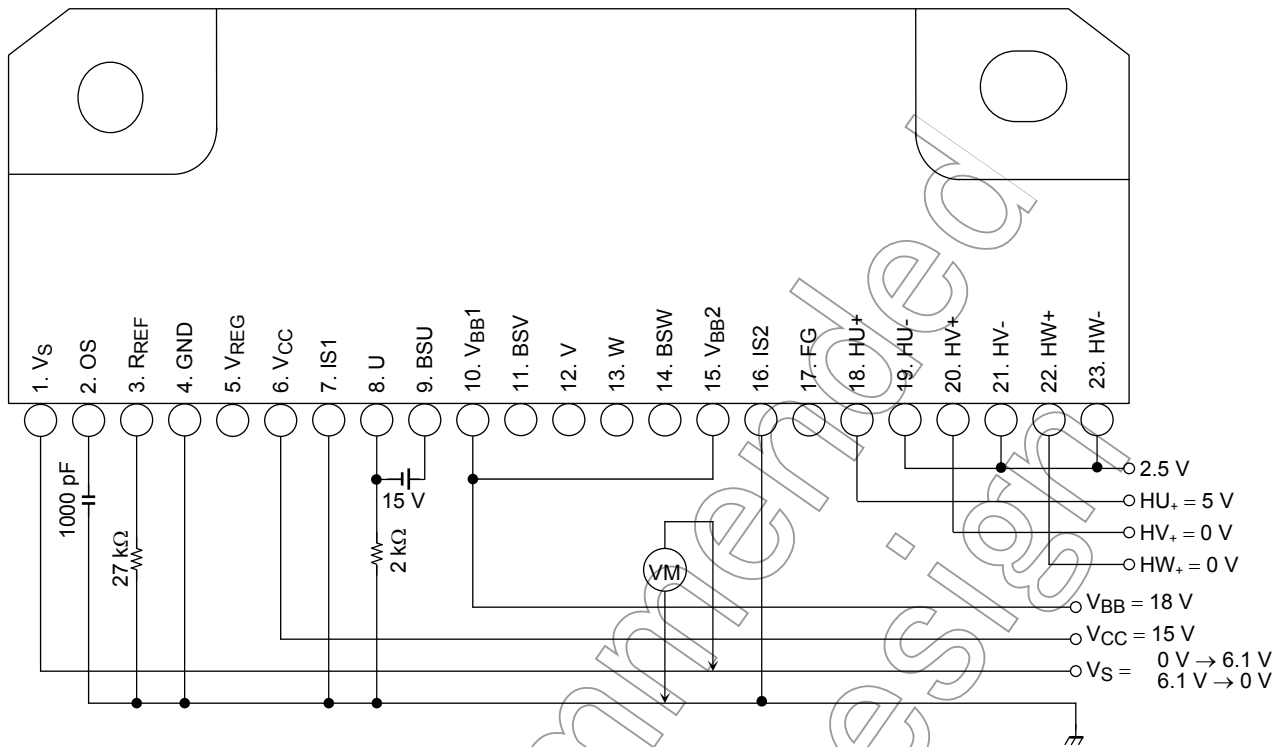 1. VS
2. OS
3. RREF
4. GND
5. VREG
6. VCC
7. IS1
8. U
9. BSU
10. VBB1
11. BSV
12. V
13. W
14. BSW
15. VBB2
16. IS2
17. FG
18. HU+
19. HU-
20. HV+
21. HV-
22. HW+
23. HW-
1000 pF
27 kΩ
15 V
2 kΩ
VM
2.5 V
HU+ = 5 V
HV+ = 0 V
HW+ = 0 V
VBB = 18 V
VCC = 15 V
VS = 0 V → 6.1 V
6.1 V → 0 V
mmended
esign